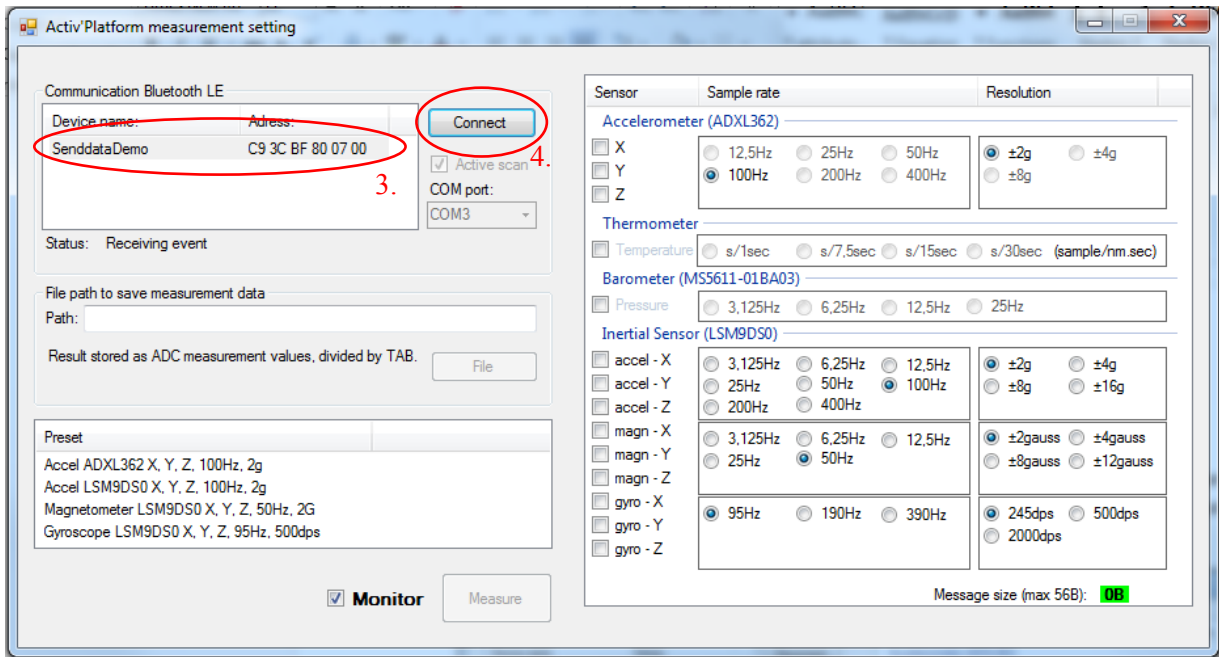 Activ'Platform measurement setting
Communication Bluetooth LE
Device name: Adress:
SenddataDemo C9 3C BF 80 07 00
3.
Connect
4.
Active scan
COM port:
COM3
Status: Receiving event
File path to save measurement data
Path:
Result stored as ADC measurement values, divided by TAB.
File
Preset
Accel ADXL362 X, Y, Z, 100Hz, 2g
Accel LSM9DS0 X, Y, Z, 100Hz, 2g
Magnetometer LSM9DS0 X, Y, Z, 50Hz, 2G
Gyroscope LSM9DS0 X, Y, Z, 95Hz, 500dps
Monitor
Measure
Sensor Sample rate Resolution
Accelerometer (ADXL362)
X 12,5Hz 25Hz 50Hz ±2g ±4g
Y 100Hz 200Hz 400Hz ±8g
Z
Thermometer
Temperature s/1sec s/7,5sec s/15sec s/30sec (sample/nm.sec)
Barometer (MS5611-01BA03)
Pressure 3,125Hz 6,25Hz 12,5Hz 25Hz
Inertial Sensor (LSM9DS0)
accel - X 3,125Hz 6,25Hz 12,5Hz ±2g ±4g
accel - Y 25Hz 50Hz 100Hz ±8g ±16g
accel - Z 200Hz 400Hz
magn - X 3,125Hz 6,25Hz 12,5Hz ±2gauss ±4gauss
magn - Y 25Hz 50Hz ±8gauss ±12gauss
magn - Z
gyro - X 95Hz 190Hz 390Hz 245dps 500dps
gyro - Y 2000dps
gyro - Z
Message size (max 56B): 0B